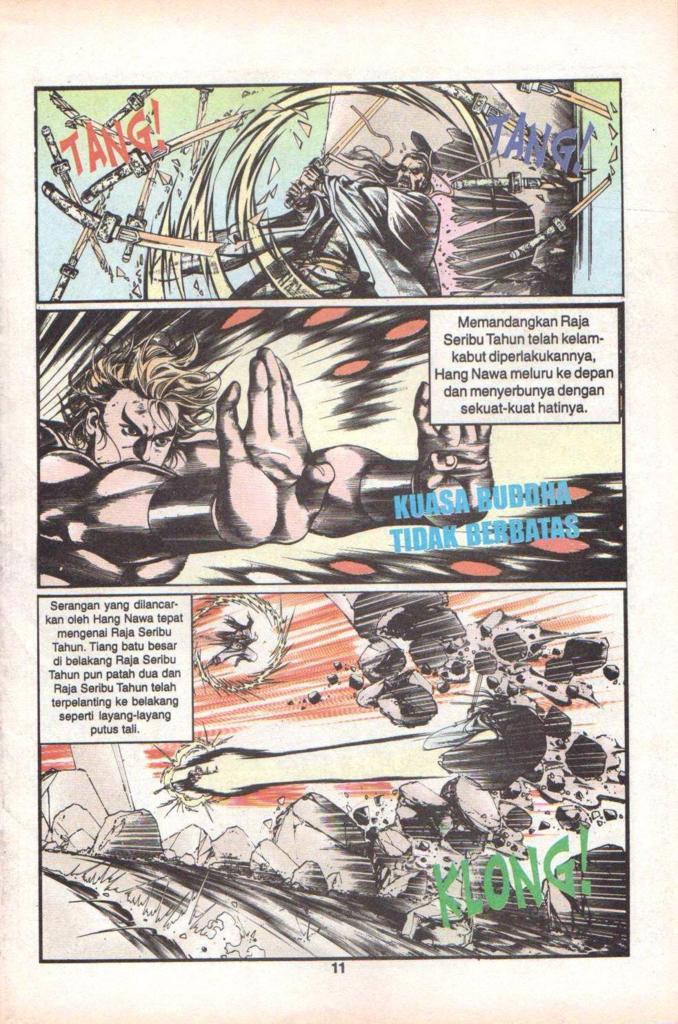 TANG!
TANG!
Memandangkan Raja
Seribu Tahun telah kelam-
kabut diperlakukannya,
Hang Nawa meluru ke depan
dan menyerbunya dengan
sekuat-kuat hatinya.
KUASA BUDDHA
TIDAK BERBATAS
Serangan yang dilancar-
kan oleh Hang Nawa tepat
mengenai Raja Seribu
Tahun. Tiang batu besar
di belakang Raja Seribu
Tahun pun patah dua dan
Raja Seribu Tahun telah
terpelanting ke belakang
seperti layang-layang
putus tali.
KLONG!
11